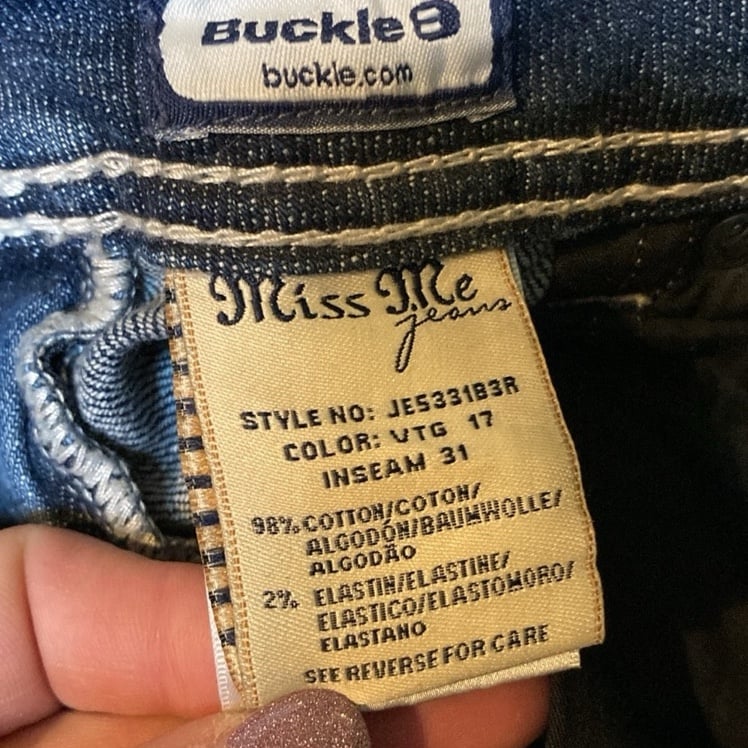 Buckle B
buckle.com
Miss Me
jeans
STYLE NO: JE5331B3R
COLOR: VTG 17
INSEAM 31
98% COTTON/COTON/
ALGODÓN/BAUMWOLLE/
ALGODÃO
2% ELASTIN/ELASTINE/
ELASTICO/ELASTOMORO/
ELASTANO
SEE REVERSE FOR CARE